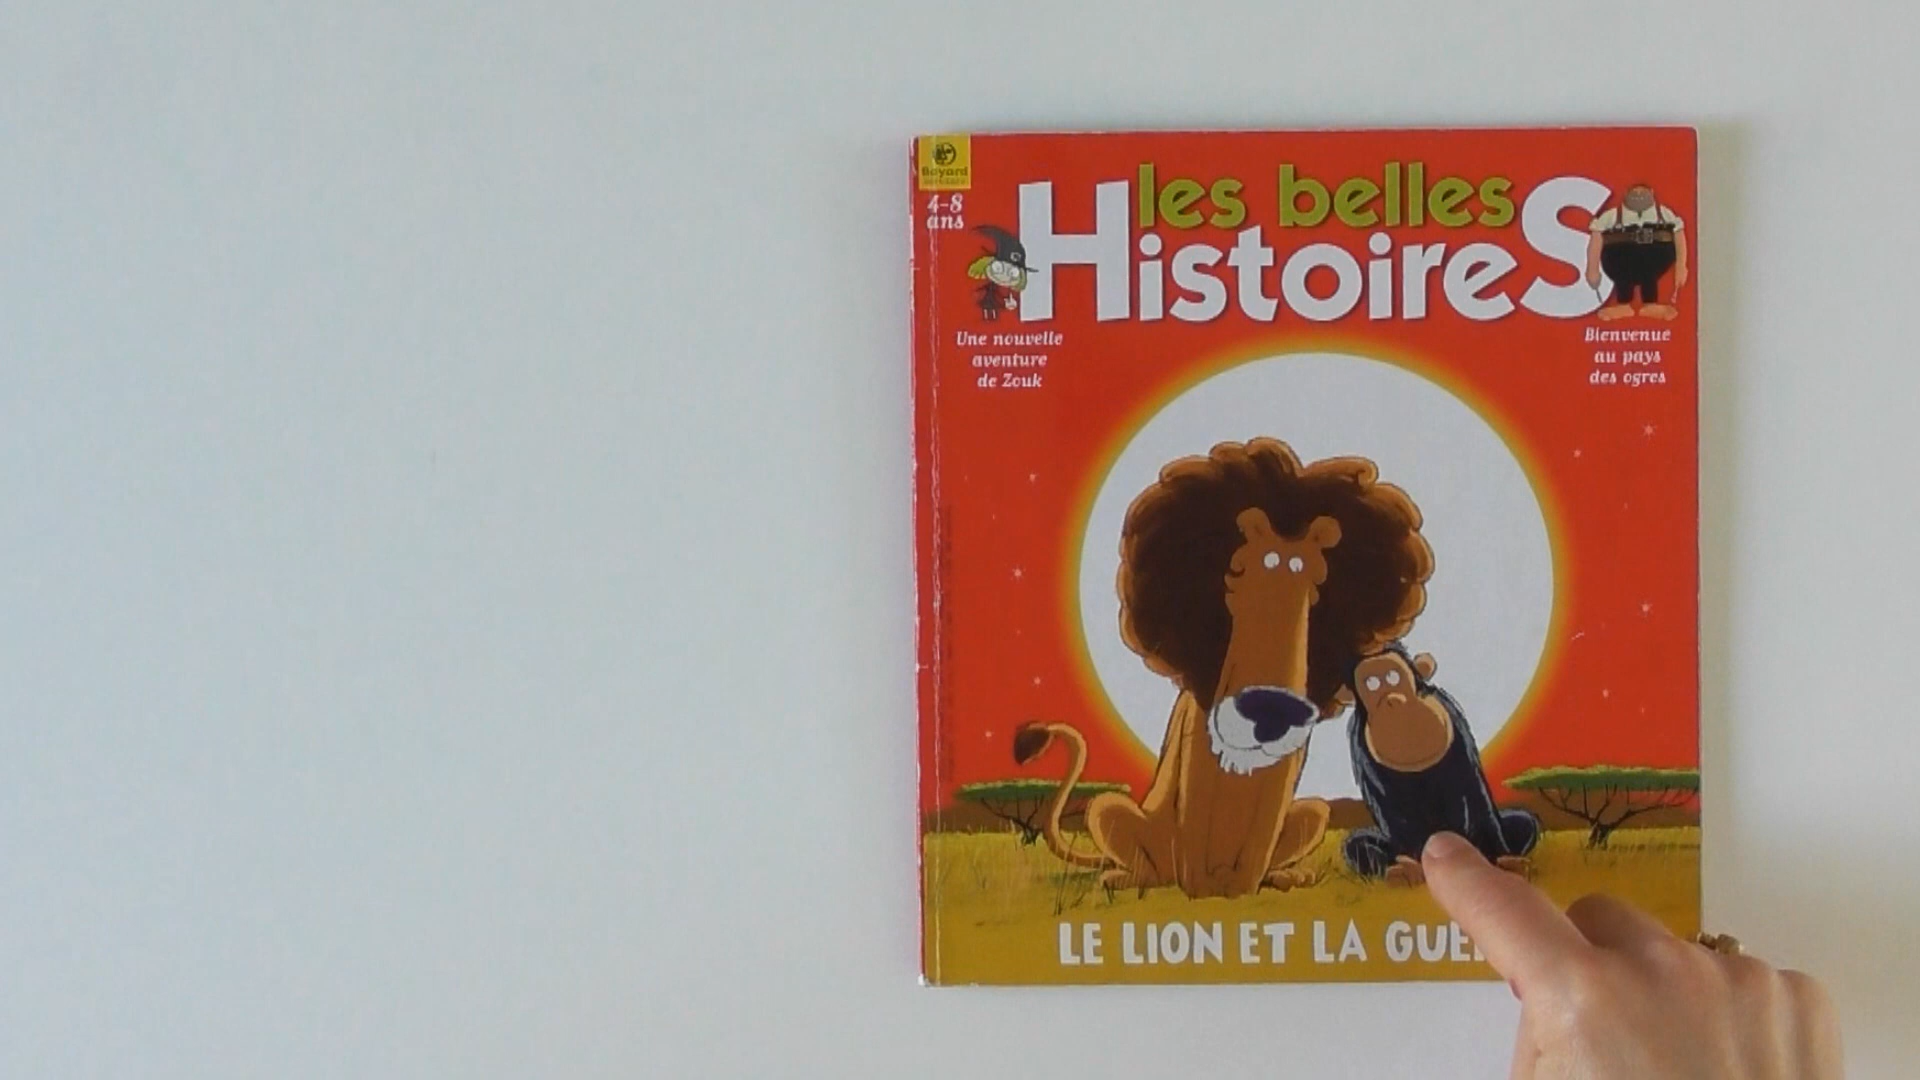 Bayard
4-8
ans
les belles
HistoireS
Une nouvelle
aventure
de Zouk
Bienvenue
au pays
des ogres
LE LION ET LA